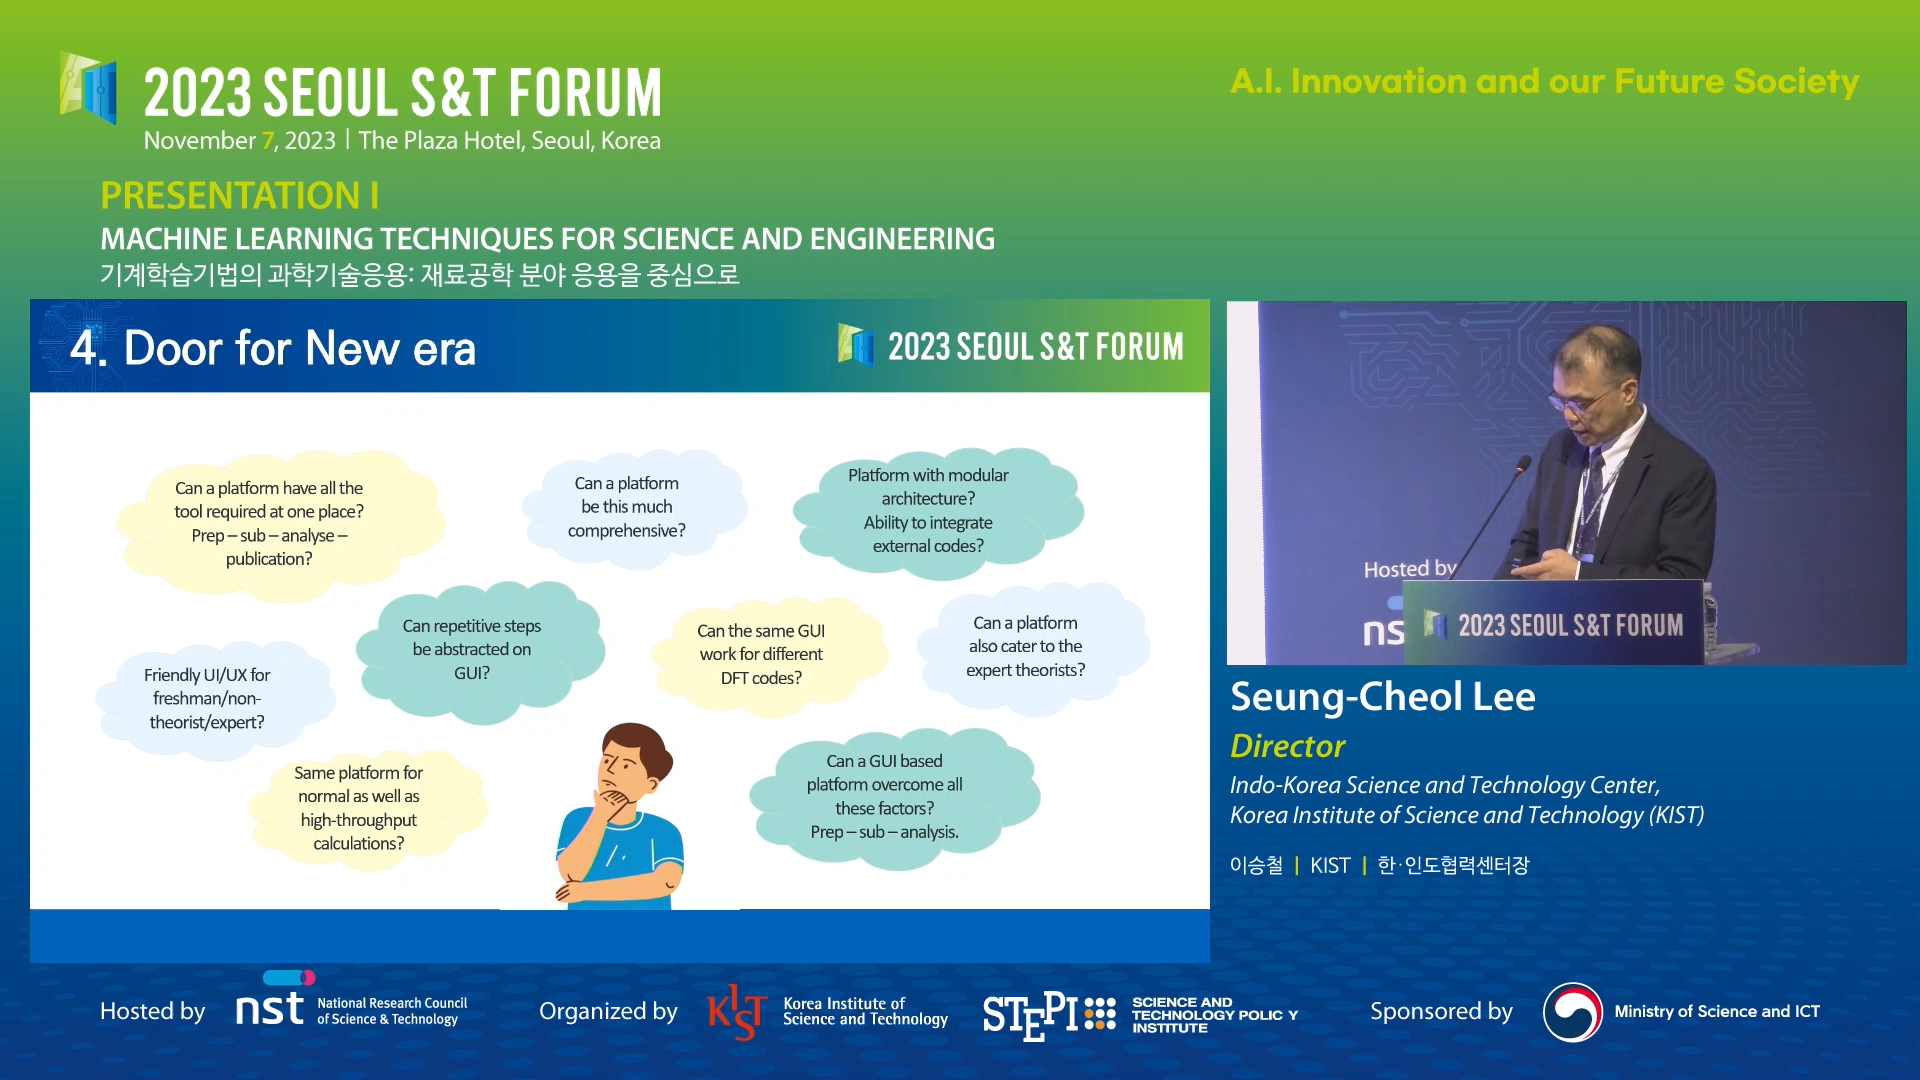 2023 SEOUL S&T FORUM
November 7, 2023 | The Plaza Hotel, Seoul, Korea
A.I. Innovation and our Future Society
PRESENTATION I
MACHINE LEARNING TECHNIQUES FOR SCIENCE AND ENGINEERING
기계학습기법의 과학기술응용: 재료공학 분야 응용을 중심으로
4. Door for New era
2023 SEOUL S&T FORUM
Can a platform have all the
tool required at one place?
Prep – sub – analyse –
publication?
Can a platform
be this much
comprehensive?
Platform with modular
architecture?
Ability to integrate
external codes?
Friendly UI/UX for
freshman/non-
theorist/expert?
Can repetitive steps
be abstracted on
GUI?
Can the same GUI
work for different
DFT codes?
Can a platform
also cater to the
expert theorists?
Same platform for
normal as well as
high-throughput
calculations?
Can a GUI based
platform overcome all
these factors?
Prep – sub – analysis.
Hosted by
ns
2023 SEOUL S&T FORUM
Seung-Cheol Lee
Director
Indo-Korea Science and Technology Center,
Korea Institute of Science and Technology (KIST)
이승철 | KIST | 한·인도협력센터장
Hosted by
nst
National Research Council
of Science & Technology
Organized by
KIST
Korea Institute of
Science and Technology
STEPI
SCIENCE AND
TECHNOLOGY POLIC Y
INSTITUTE
Sponsored by
Ministry of Science and ICT